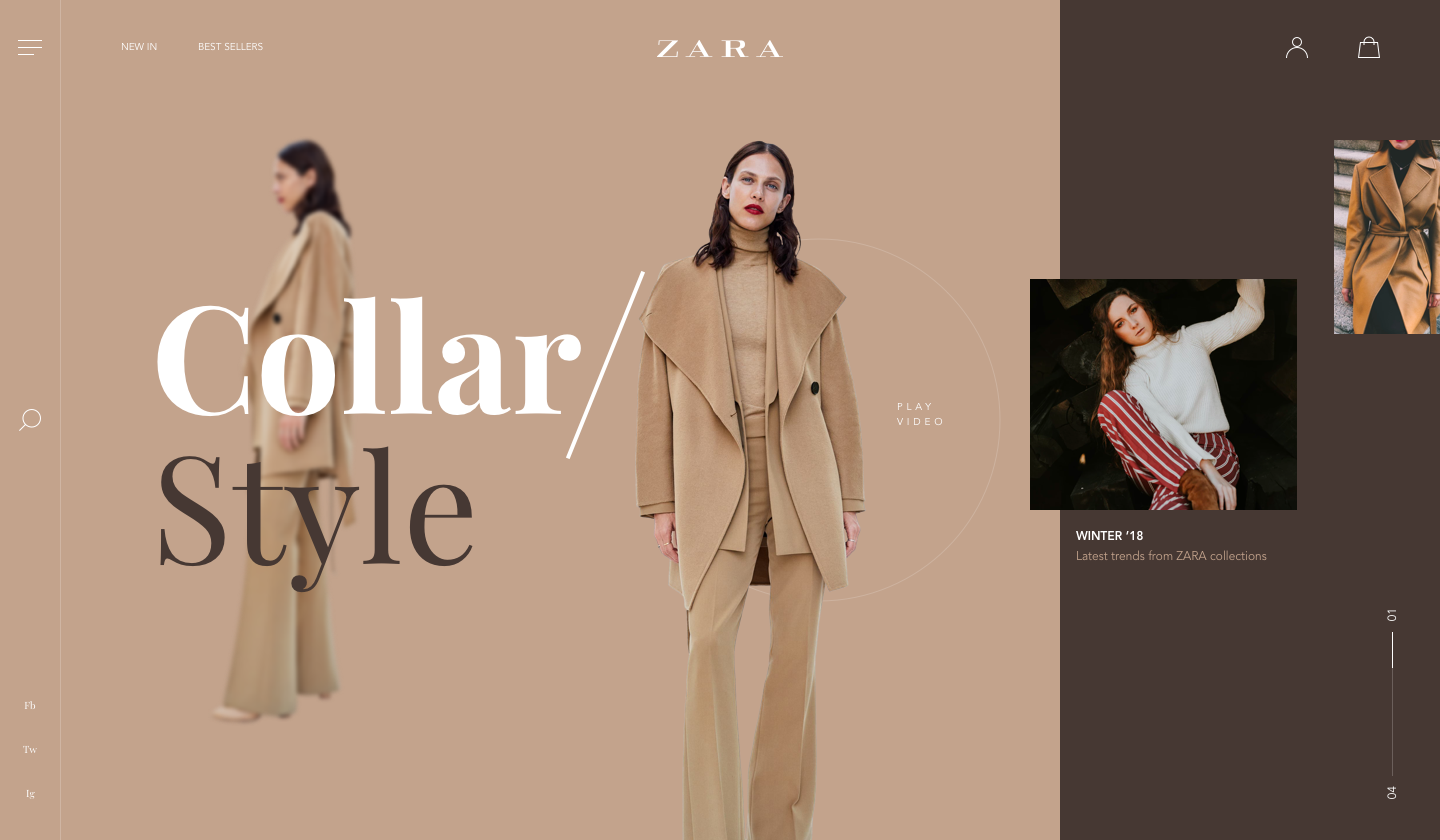 NEW IN
BEST SELLERS
ZARA
Collar/
Style
PLAY
VIDEO
WINTER ’18
Latest trends from ZARA collections
01
04
Fb
Tw
Ig